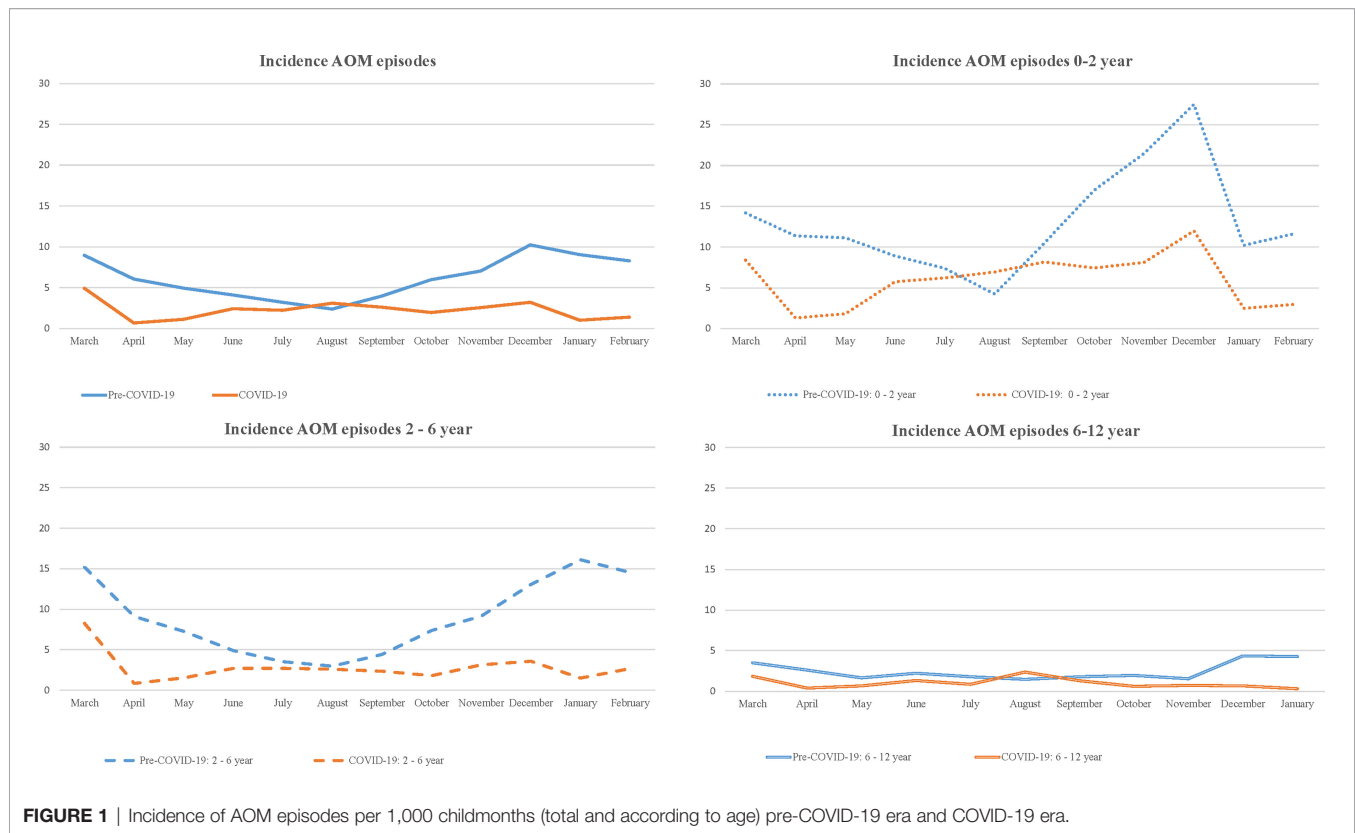 Incidence AOM episodes
30
25
20
15
10
5
0
March April May June July August September October November December January February
Pre-COVID-19 COVID-19
Incidence AOM episodes 0-2 year
30
25
20
15
10
5
0
March April May June July August September October November December January February
Pre-COVID-19: 0 - 2 year COVID-19: 0 - 2 year
Incidence AOM episodes 2 - 6 year
30
25
20
15
10
5
0
March April May June July August September October November December January February
Pre-COVID-19: 2 - 6 year COVID-19: 2 - 6 year
Incidence AOM episodes 6-12 year
30
25
20
15
10
5
0
March April May June July August September October November December January
Pre-COVID-19: 6 - 12 year COVID-19: 6 - 12 year
FIGURE 1 | Incidence of AOM episodes per 1,000 childmonths (total and according to age) pre-COVID-19 era and COVID-19 era.